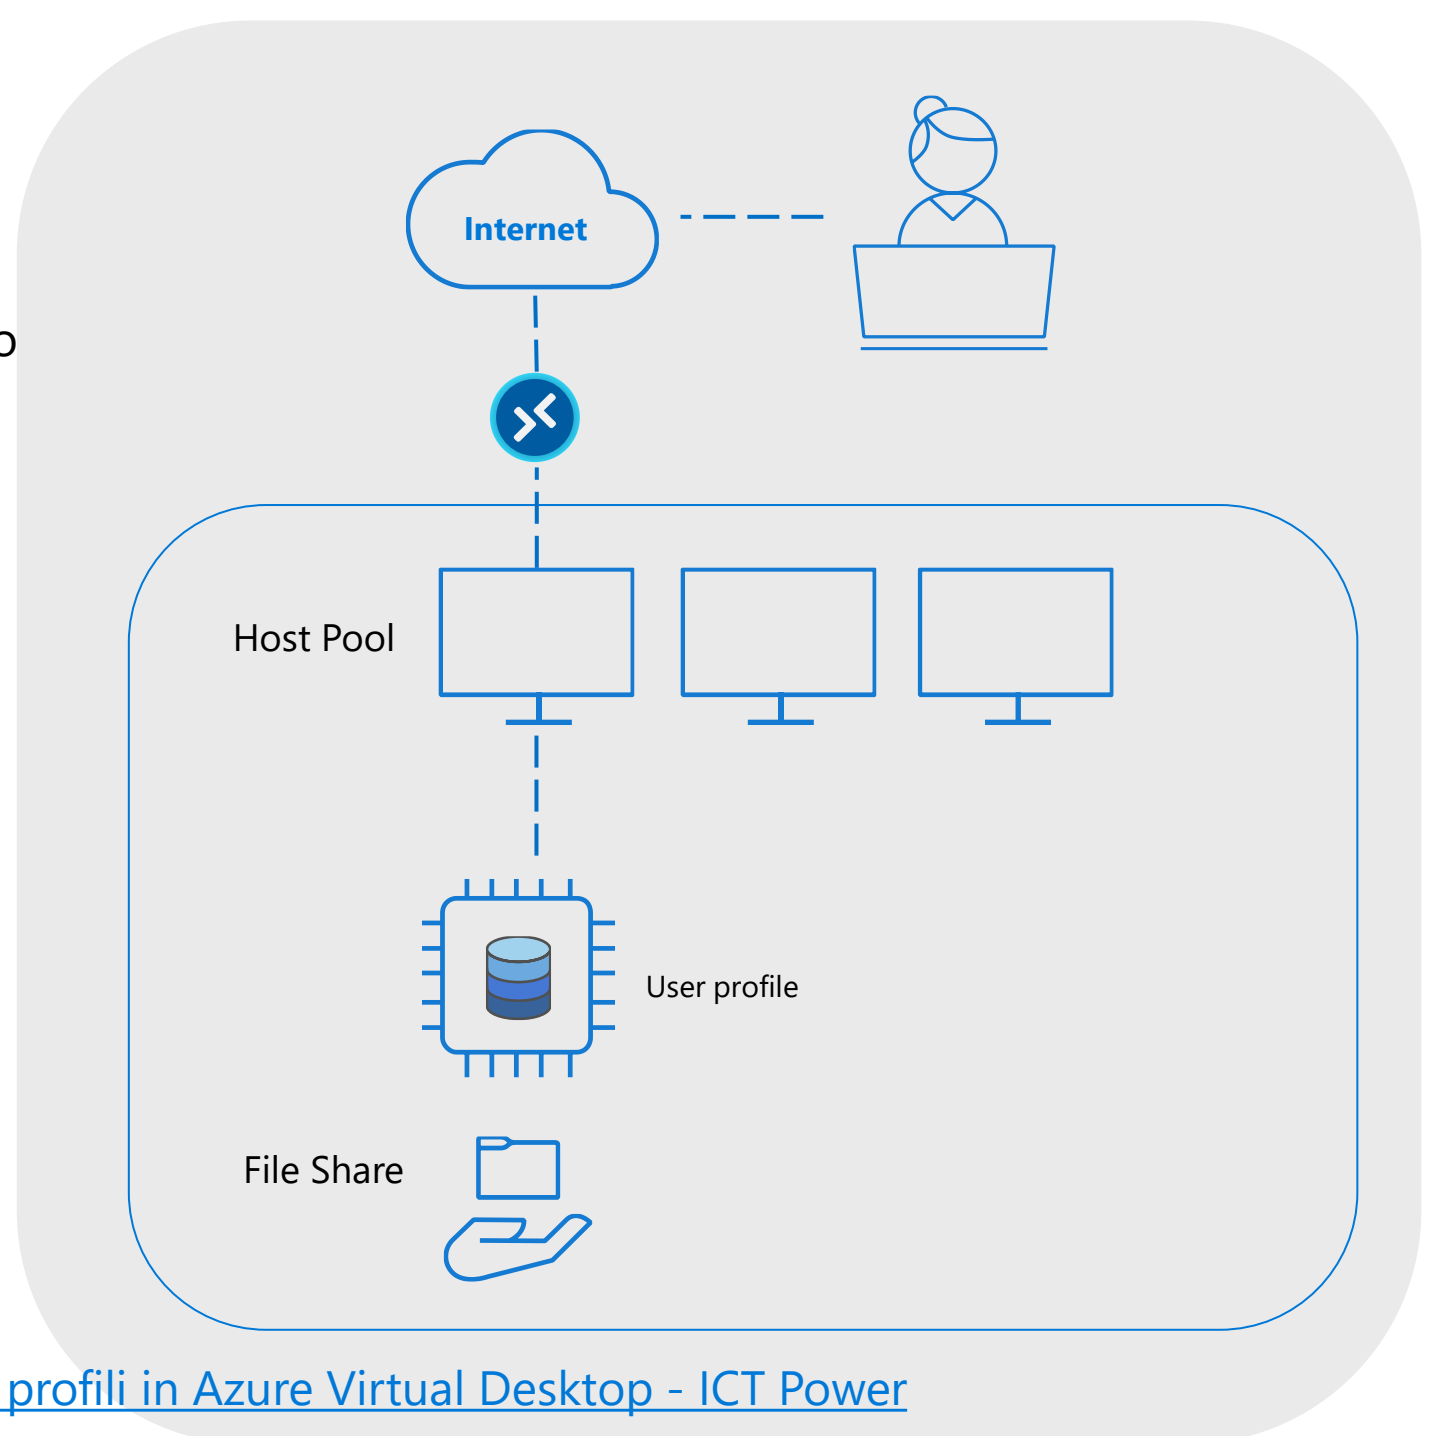 Internet
o
Host Pool
User profile
File Share
profili in Azure Virtual Desktop - ICT Power